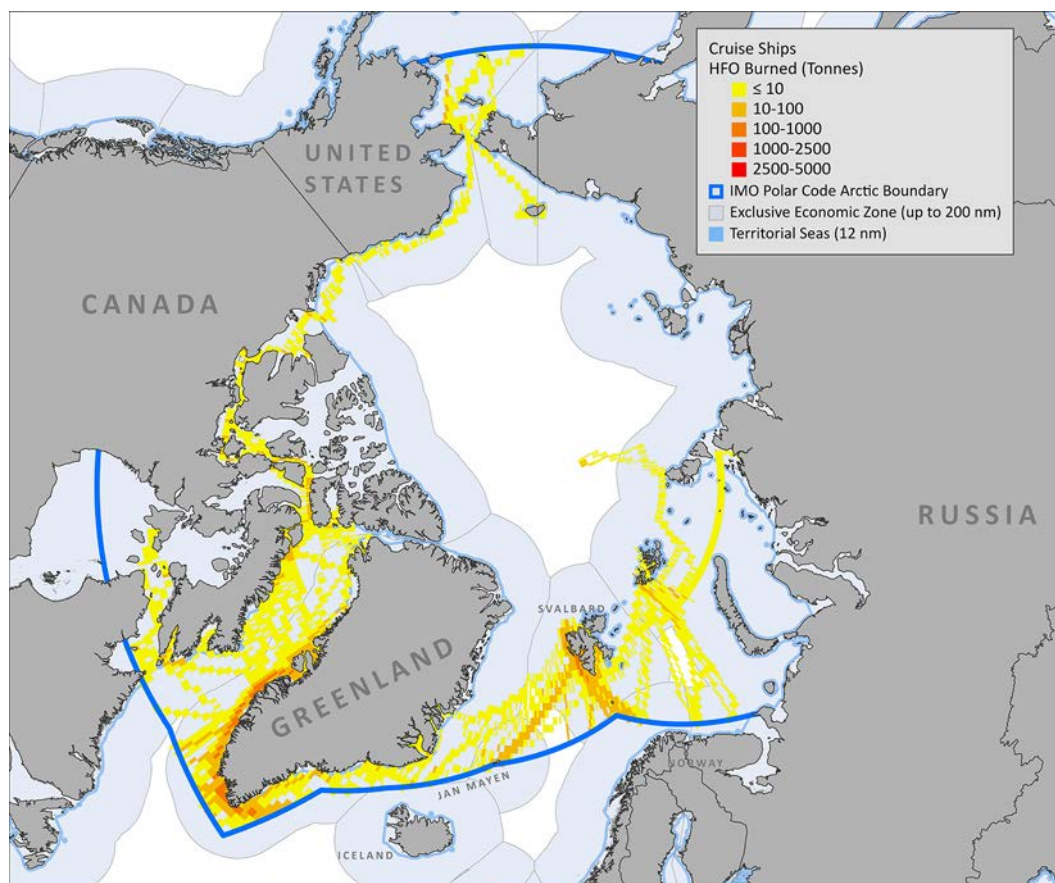 Cruise Ships
HFO Burned (Tonnes)
≤ 10
10-100
100-1000
1000-2500
2500-5000
IMO Polar Code Arctic Boundary
Exclusive Economic Zone (up to 200 nm)
Territorial Seas (12 nm)
UNITED
STATES
CANADA
RUSSIA
SVALBARD
GREENLAND
NORWAY
JAN MAYEN
ICELAND